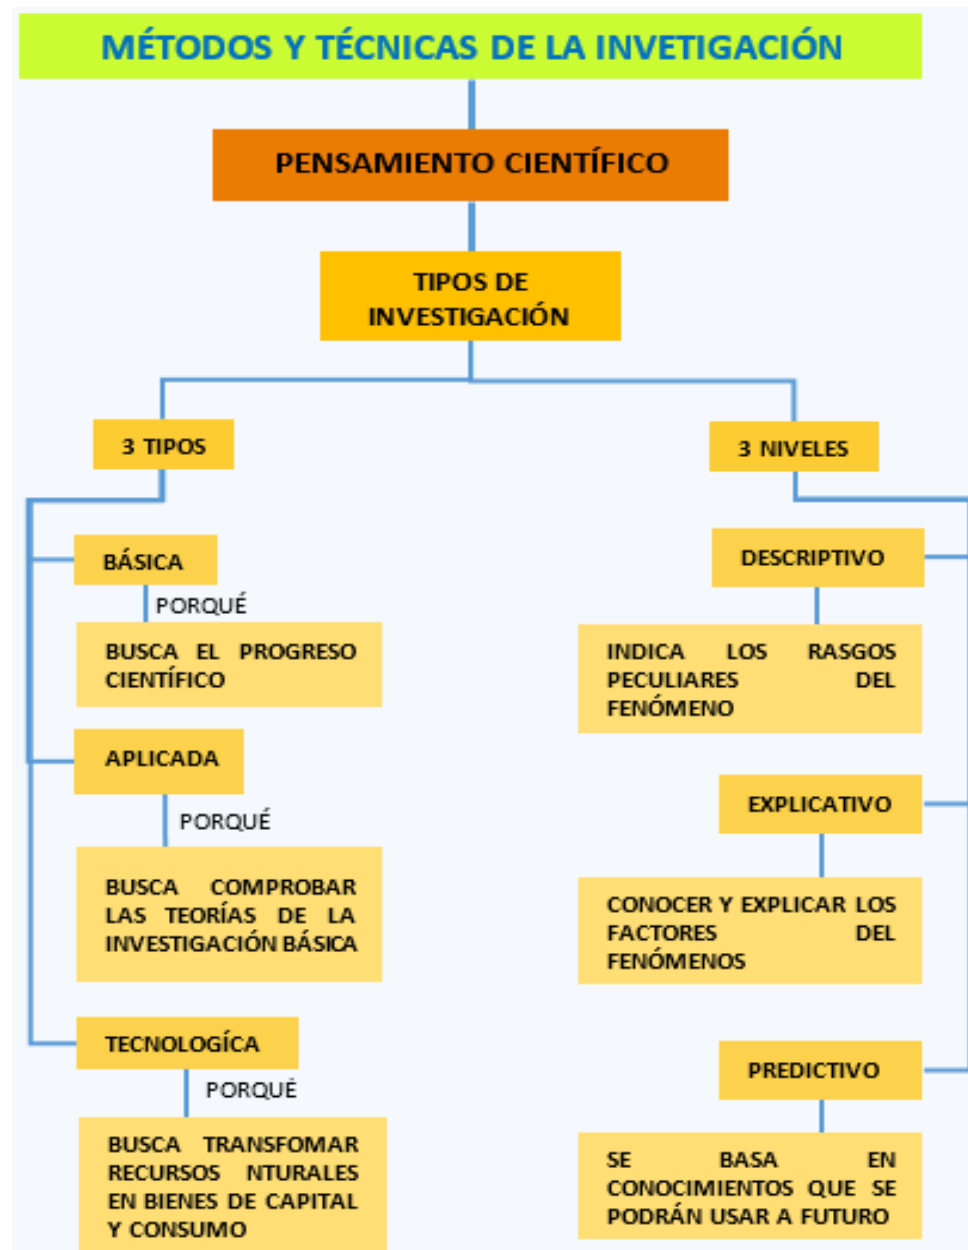 MÉTODOS Y TÉCNICAS DE LA INVETIGACIÓN
PENSAMIENTO CIENTÍFICO
TIPOS DE
INVESTIGACIÓN
3 TIPOS
BÁSICA
PORQUÉ
BUSCA EL PROGRESO
CIENTÍFICO
APLICADA
PORQUÉ
BUSCA COMPROBAR
LAS TEORÍAS DE LA
INVESTIGACIÓN BÁSICA
TECNOLOGÍCA
PORQUÉ
BUSCA TRANSFOMAR
RECURSOS NTURALES
EN BIENES DE CAPITAL
Y CONSUMO
3 NIVELES
DESCRIPTIVO
INDICA LOS RASGOS
PECULIARES DEL
FENÓMENO
EXPLICATIVO
CONOCER Y EXPLICAR LOS
FACTORES DEL
FENÓMENOS
PREDICTIVO
SE BASA EN
CONOCIMIENTOS QUE SE
PODRÁN USAR A FUTURO